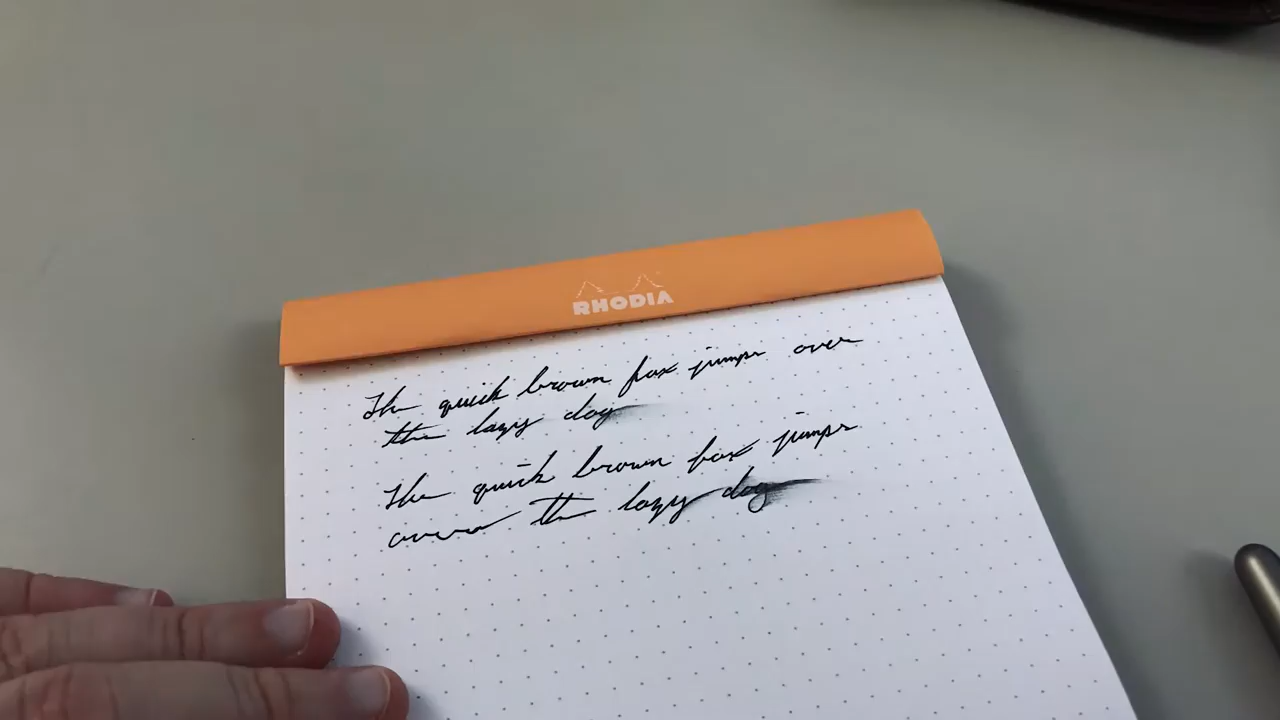 RHODIA
The quick brown fox jumps over
the lazy dog
The quick brown fox jumps
over the lazy dog